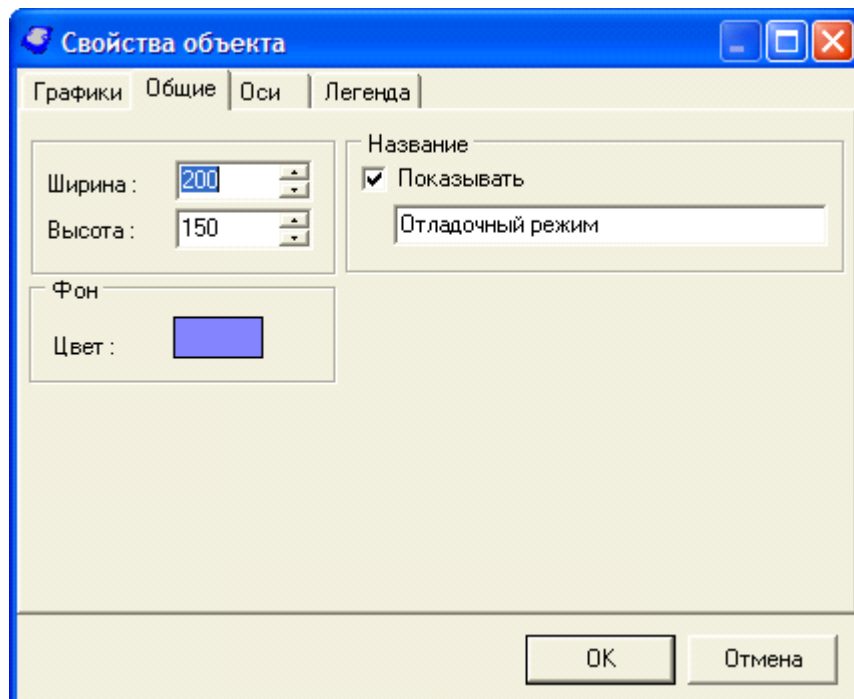 Свойства объекта
Графики Общие Оси Легенда
Название
Ширина : 200
Показывать
Высота : 150
Отладочный режим
Фон
Цвет :
OK Отмена